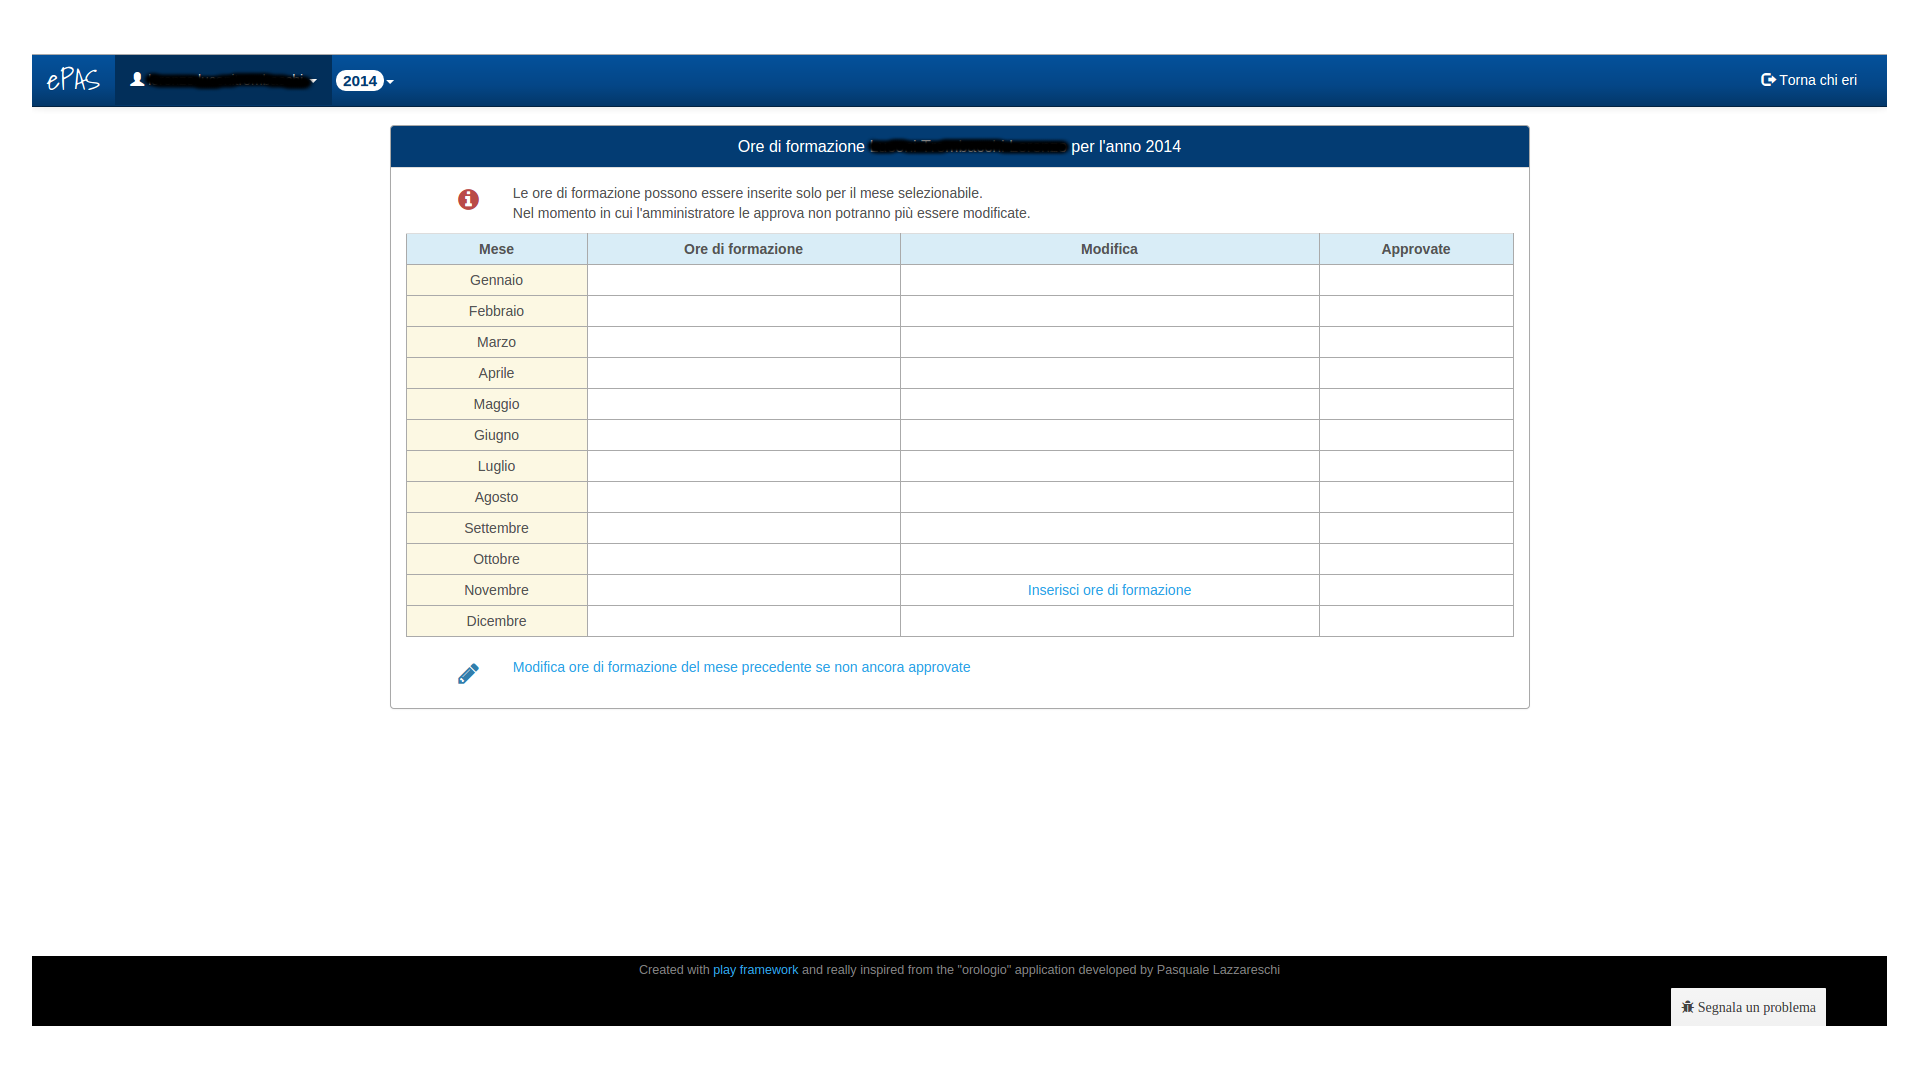 ePAS
2014
Torna chi eri
Ore di formazione per l'anno 2014
Le ore di formazione possono essere inserite solo per il mese selezionabile.
Nel momento in cui l'amministratore le approva non potranno più essere modificate.
Mese Ore di formazione Modifica Approvate
Gennaio
Febbraio
Marzo
Aprile
Maggio
Giugno
Luglio
Agosto
Settembre
Ottobre
Novembre Inserisci ore di formazione
Dicembre
Modifica ore di formazione del mese precedente se non ancora approvate
Created with play framework and really inspired from the "orologio" application developed by Pasquale Lazzareschi
Segnala un problema